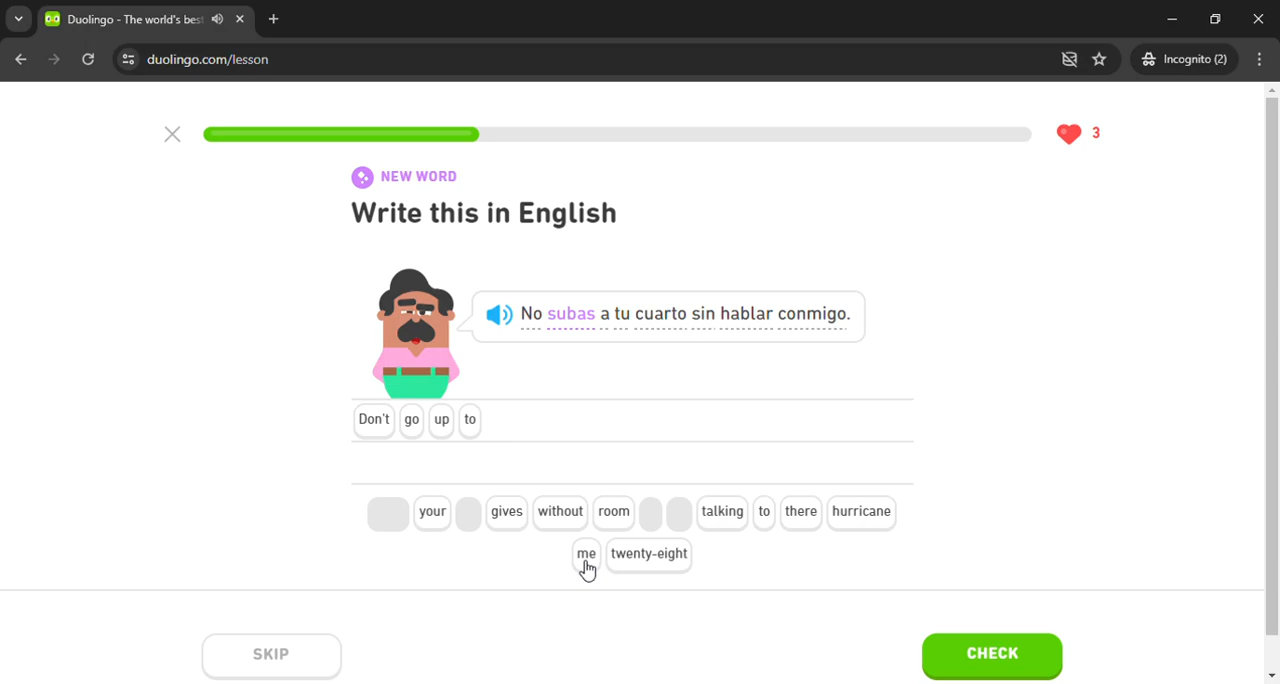 Duolingo - The world's best
duolingo.com/lesson
Incognito (2)
3
NEW WORD
Write this in English
No subas a tu cuarto sin hablar conmigo.
Don't go up to
your gives without room talking to there hurricane
me twenty-eight
SKIP
CHECK